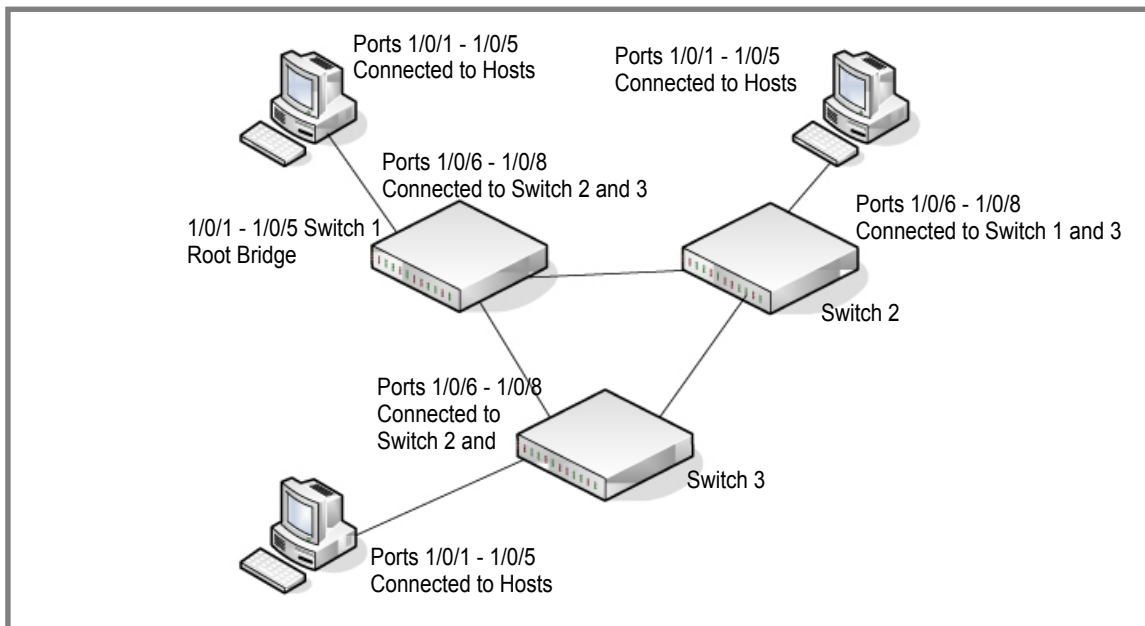 Ports 1/0/1 - 1/0/5
Connected to Hosts
Ports 1/0/1 - 1/0/5
Connected to Hosts
Ports 1/0/6 - 1/0/8
Connected to Switch 2 and 3
1/0/1 - 1/0/5 Switch 1
Root Bridge
Ports 1/0/6 - 1/0/8
Connected to Switch 1 and 3
Switch 2
Ports 1/0/6 - 1/0/8
Connected to
Switch 2 and
Switch 3
Ports 1/0/1 - 1/0/5
Connected to Hosts